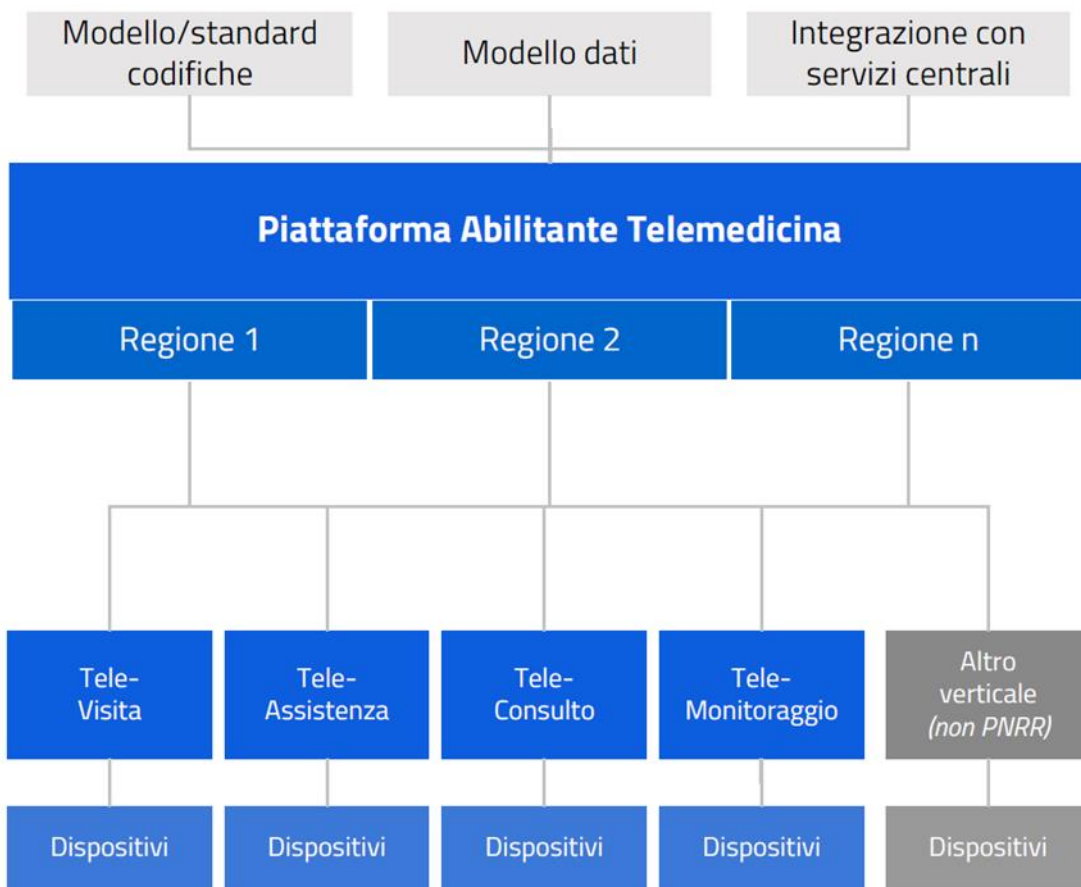 Modello/standard
codifiche
Modello dati
Integrazione con
servizi centrali
Piattaforma Abilitante Telemedicina
Regione 1
Regione 2
Regione n
Tele-
Visita
Tele-
Assistenza
Tele-
Consulto
Tele-
Monitoraggio
Altro
verticale
(non PNRR)
Dispositivi
Dispositivi
Dispositivi
Dispositivi
Dispositivi